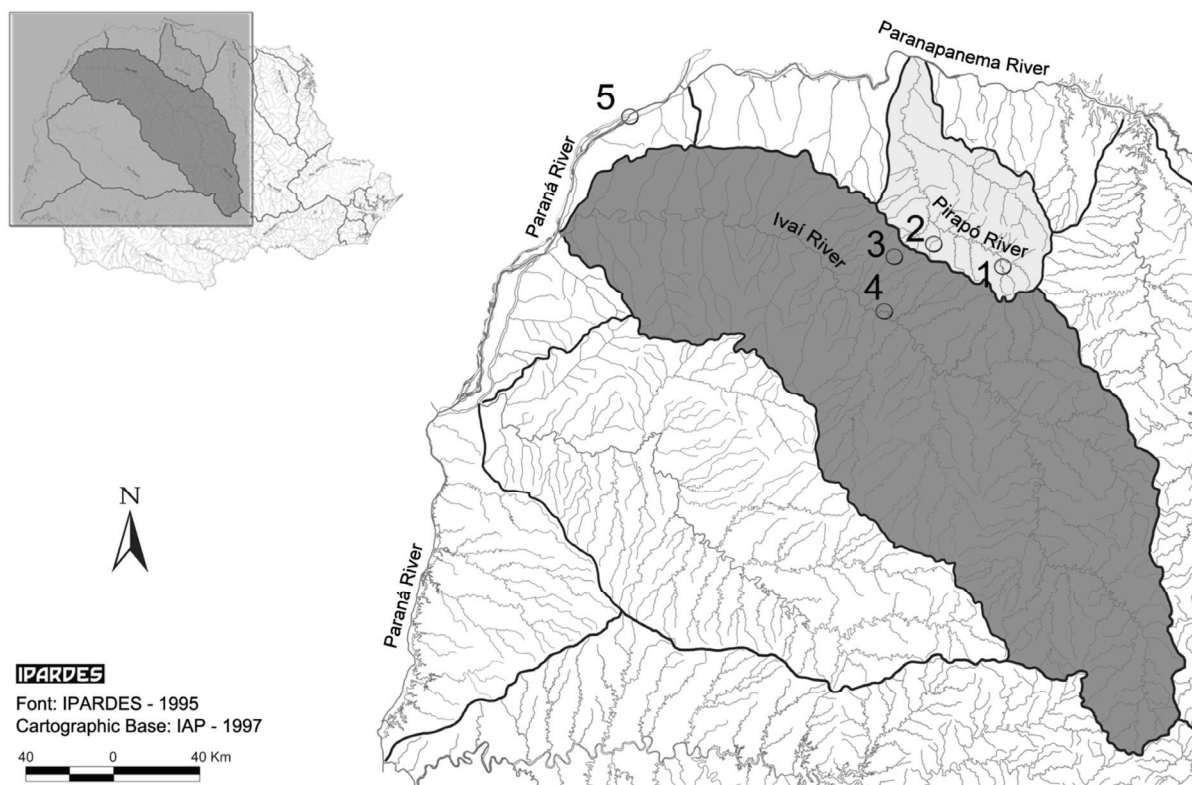 Paranapanema River
5
Paraná River
Pirapó River
2
Ivaí River
3
1
4
N
Paraná River
IPARDES
Font: IPARDES - 1995
Cartographic Base: IAP - 1997
40 0 40 Km